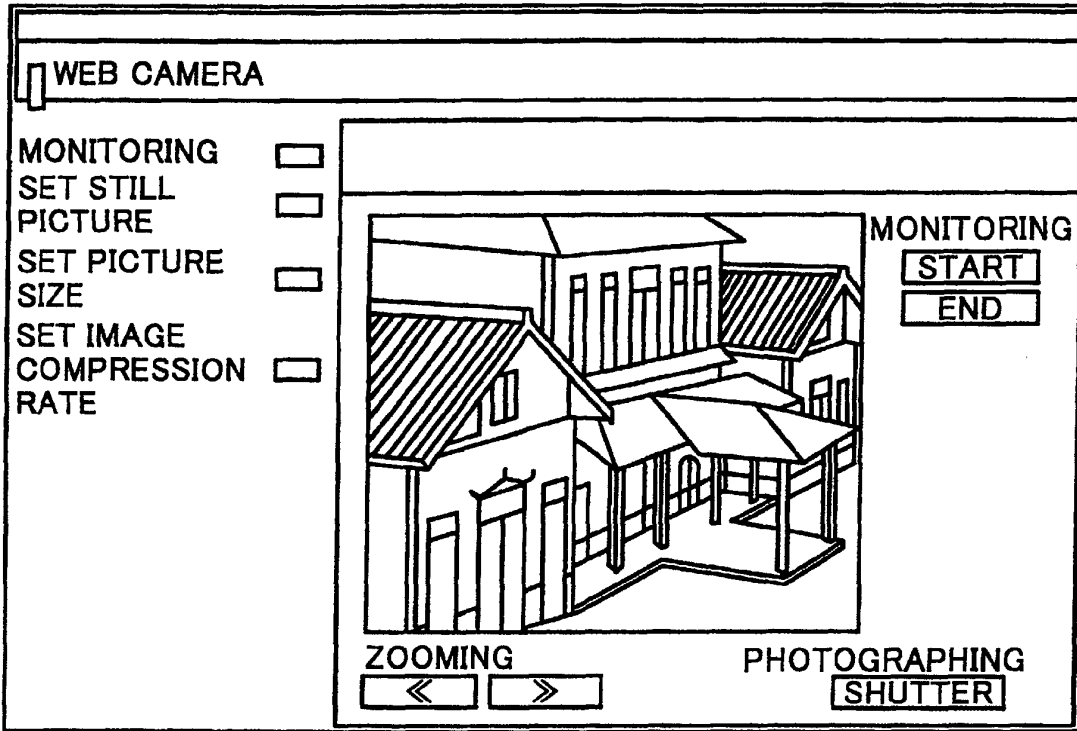 WEB CAMERA
MONITORING
SET STILL
PICTURE
SET PICTURE
SIZE
SET IMAGE
COMPRESSION
RATE
MONITORING
START
END
ZOOMING
≪ ≫
PHOTOGRAPHING
SHUTTER